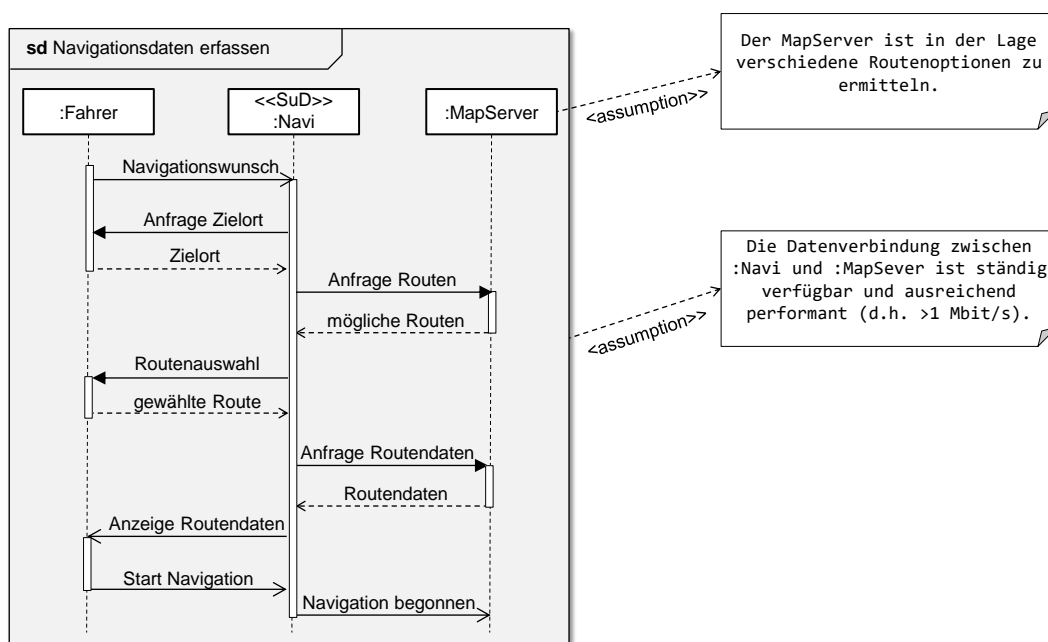 sd Navigationsdaten erfassen
:Fahrer
<<SuD>>
:Navi
:MapServer
Navigationswunsch
Anfrage Zielort
Zielort
Anfrage Routen
mögliche Routen
Routenauswahl
gewählte Route
Anfrage Routendaten
Routendaten
Anzeige Routendaten
Start Navigation
Navigation begonnen
<assumption>>
Der MapServer ist in der Lage
verschiedene Routenoptionen zu
ermitteln.
<assumption>>
Die Datenverbindung zwischen
:Navi und :MapSever ist ständig
verfügbar und ausreichend
performant (d.h. >1 Mbit/s).